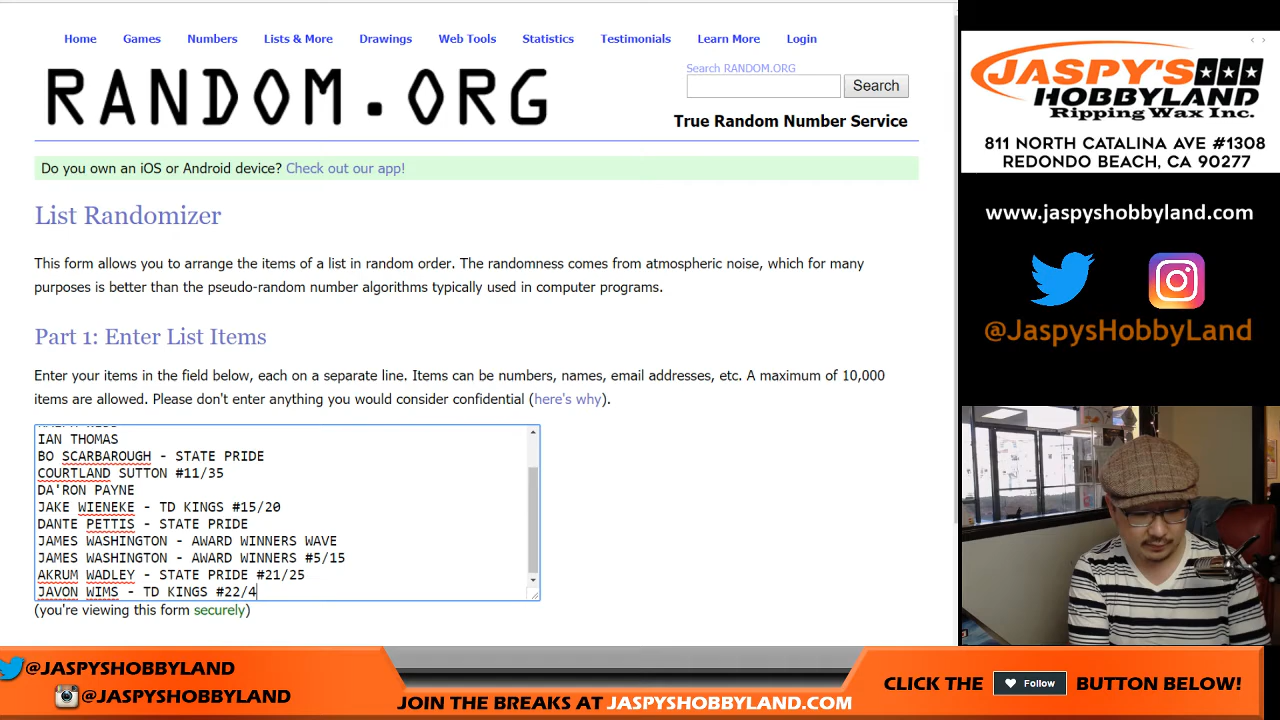 Home Games Numbers Lists & More Drawings Web Tools Statistics Testimonials Learn More Login
RANDOM.ORG
Search RANDOM.ORG
Search
True Random Number Service
Do you own an iOS or Android device? Check out our app!
List Randomizer
This form allows you to arrange the items of a list in random order. The randomness comes from atmospheric noise, which for many
purposes is better than the pseudo-random number algorithms typically used in computer programs.
Part 1: Enter List Items
Enter your items in the field below, each on a separate line. Items can be numbers, names, email addresses, etc. A maximum of 10,000
items are allowed. Please don't enter anything you would consider confidential (here's why).
IAN THOMAS
BO SCARBAROUGH - STATE PRIDE
COURTLAND SUTTON #11/35
DA'RON PAYNE
JAKE WIENEKE - TD KINGS #15/20
DANTE PETTIS - STATE PRIDE
JAMES WASHINGTON - AWARD WINNERS WAVE
JAMES WASHINGTON - AWARD WINNERS #5/15
AKRUM WADLEY - STATE PRIDE #21/25
JAVON WIMS - TD KINGS #22/4
(you're viewing this form securely)
JASPY'S
HOBBYLAND
Ripping Wax Inc.
811 NORTH CATALINA AVE #1308
REDONDO BEACH, CA 90277
www.jaspyshobbyland.com
@JaspysHobbyLand
@JASPYSHOBBYLAND
@JASPYSHOBBYLAND
JOIN THE BREAKS AT JASPYSHOBBYLAND.COM
CLICK THE Follow BUTTON BELOW!